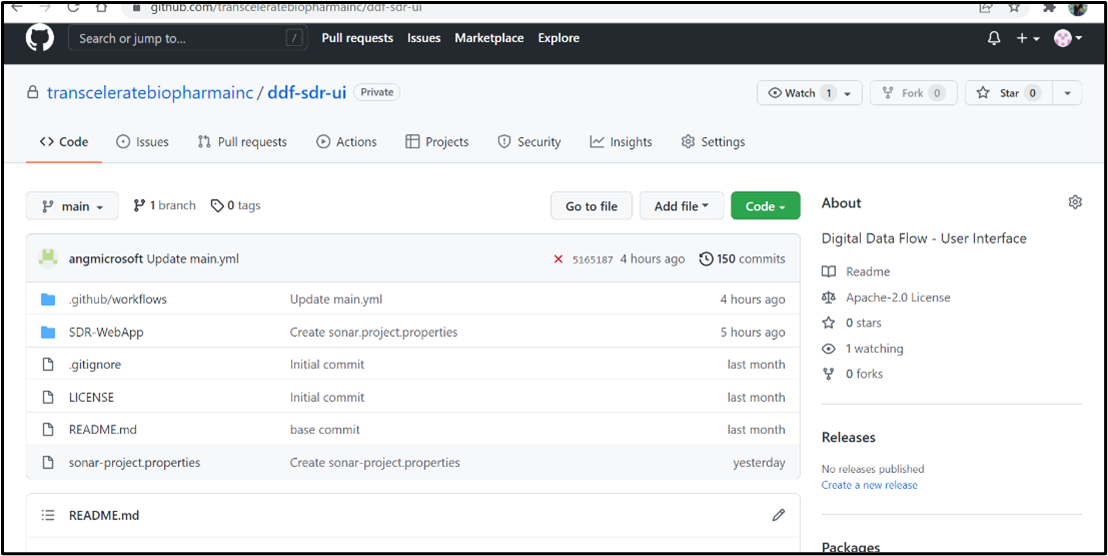 github.com/transceleratebiopharmainc/ddf-sdr-ui
Search or jump to... /
Pull requests Issues Marketplace Explore
transceleratebiopharmainc / ddf-sdr-ui Private
Watch 1 Fork 0 Star 0
Code Issues Pull requests Actions Projects Security Insights Settings
main 1 branch 0 tags Go to file Add file Code
angmicrosoft Update main.yml 5165187 4 hours ago 150 commits
.github/workflows Update main.yml 4 hours ago
SDR-WebApp Create sonar.project.properties 5 hours ago
.gitignore Initial commit last month
LICENSE Initial commit last month
README.md base commit last month
sonar-project.properties Create sonar-project.properties yesterday
README.md
About
Digital Data Flow - User Interface
Readme
Apache-2.0 License
0 stars
1 watching
0 forks
Releases
No releases published
Create a new release
Packages